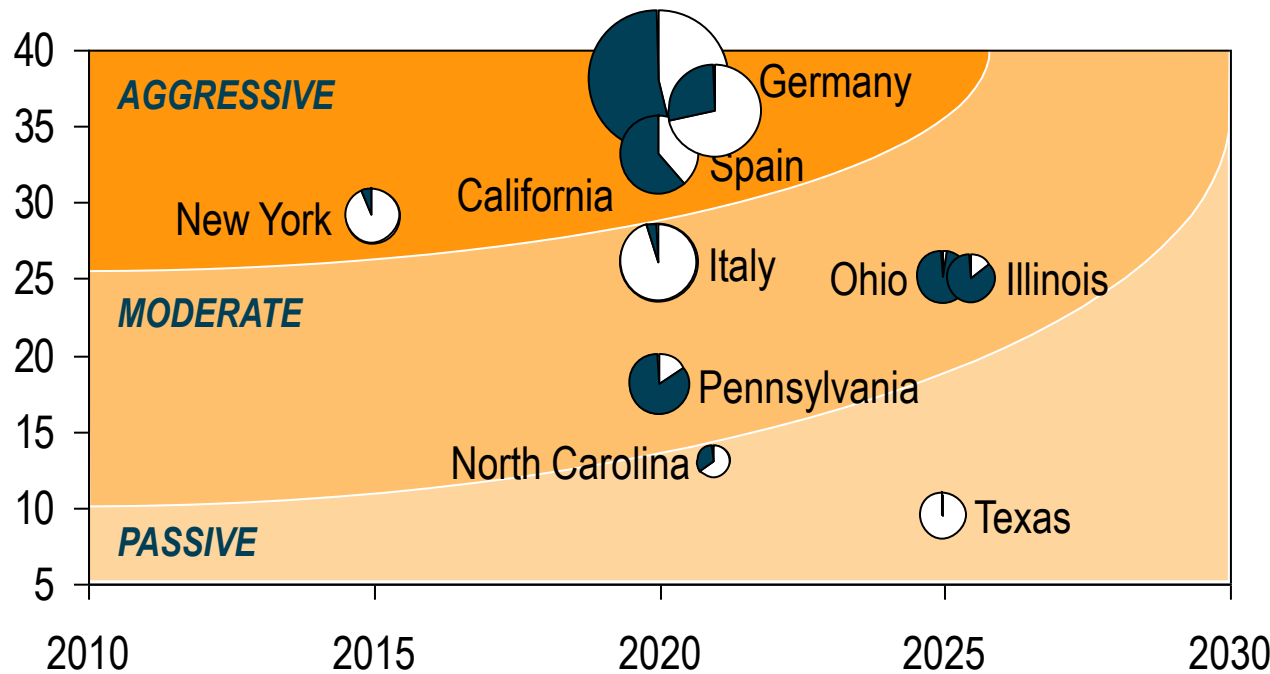 40
AGGRESSIVE
Germany
35
Spain
California
30
New York
Italy
Ohio
Illinois
25
MODERATE
20
Pennsylvania
15
North Carolina
10
Texas
PASSIVE
5
2010 2015 2020 2025 2030